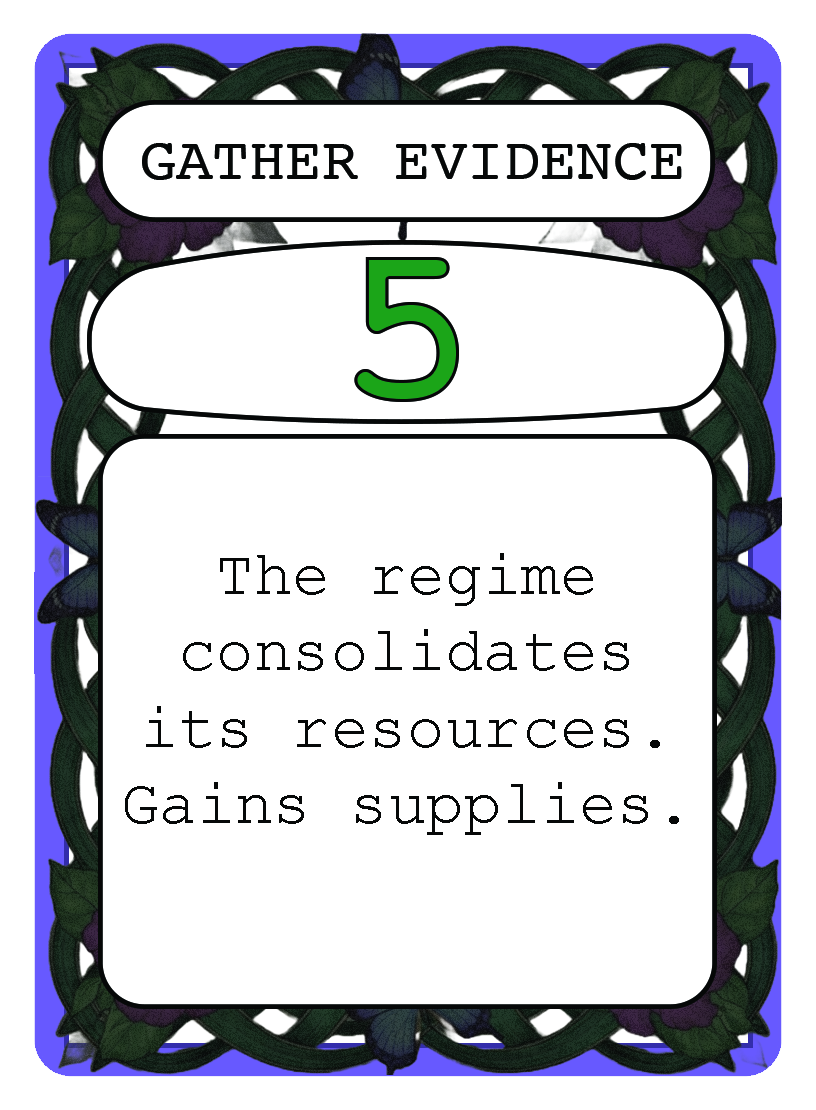 GATHER EVIDENCE
5
The regime
consolidates
its resources.
Gains supplies.